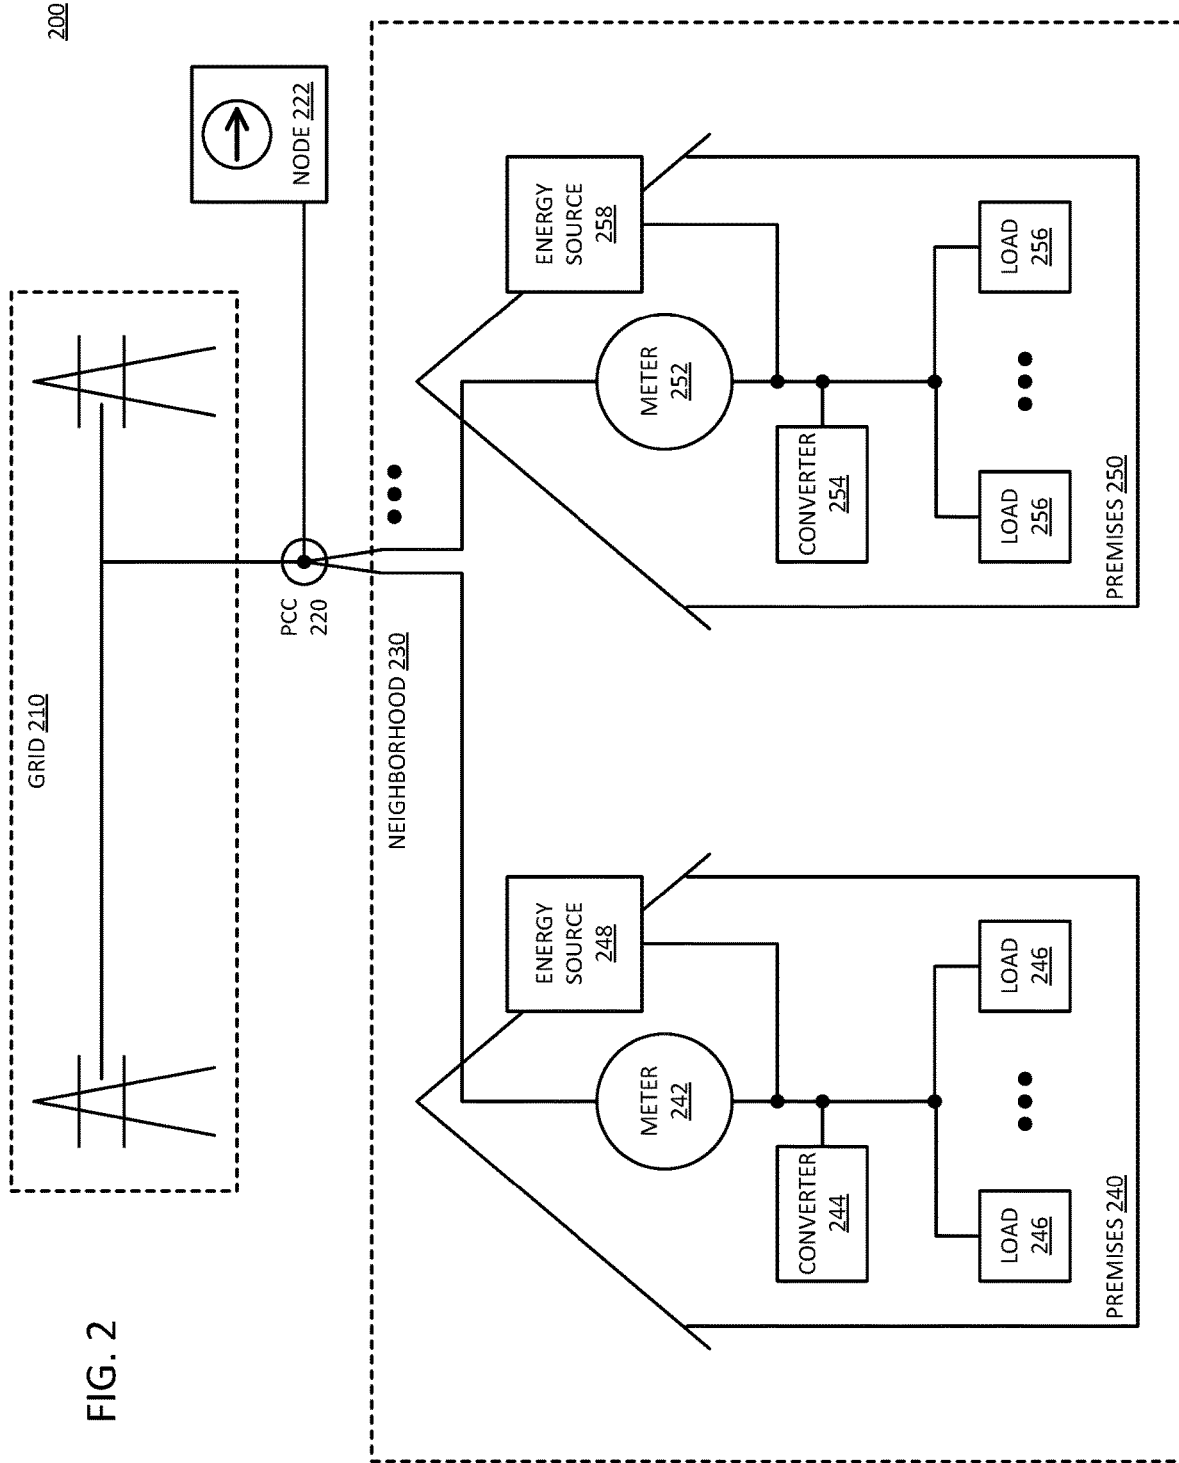 200
FIG. 2
GRID 210
PCC
220
NODE 222
NEIGHBORHOOD 230
ENERGY
SOURCE
248
METER
242
CONVERTER
244
LOAD
246
LOAD
246
PREMISES 240
ENERGY
SOURCE
258
METER
252
CONVERTER
254
LOAD
256
LOAD
256
PREMISES 250